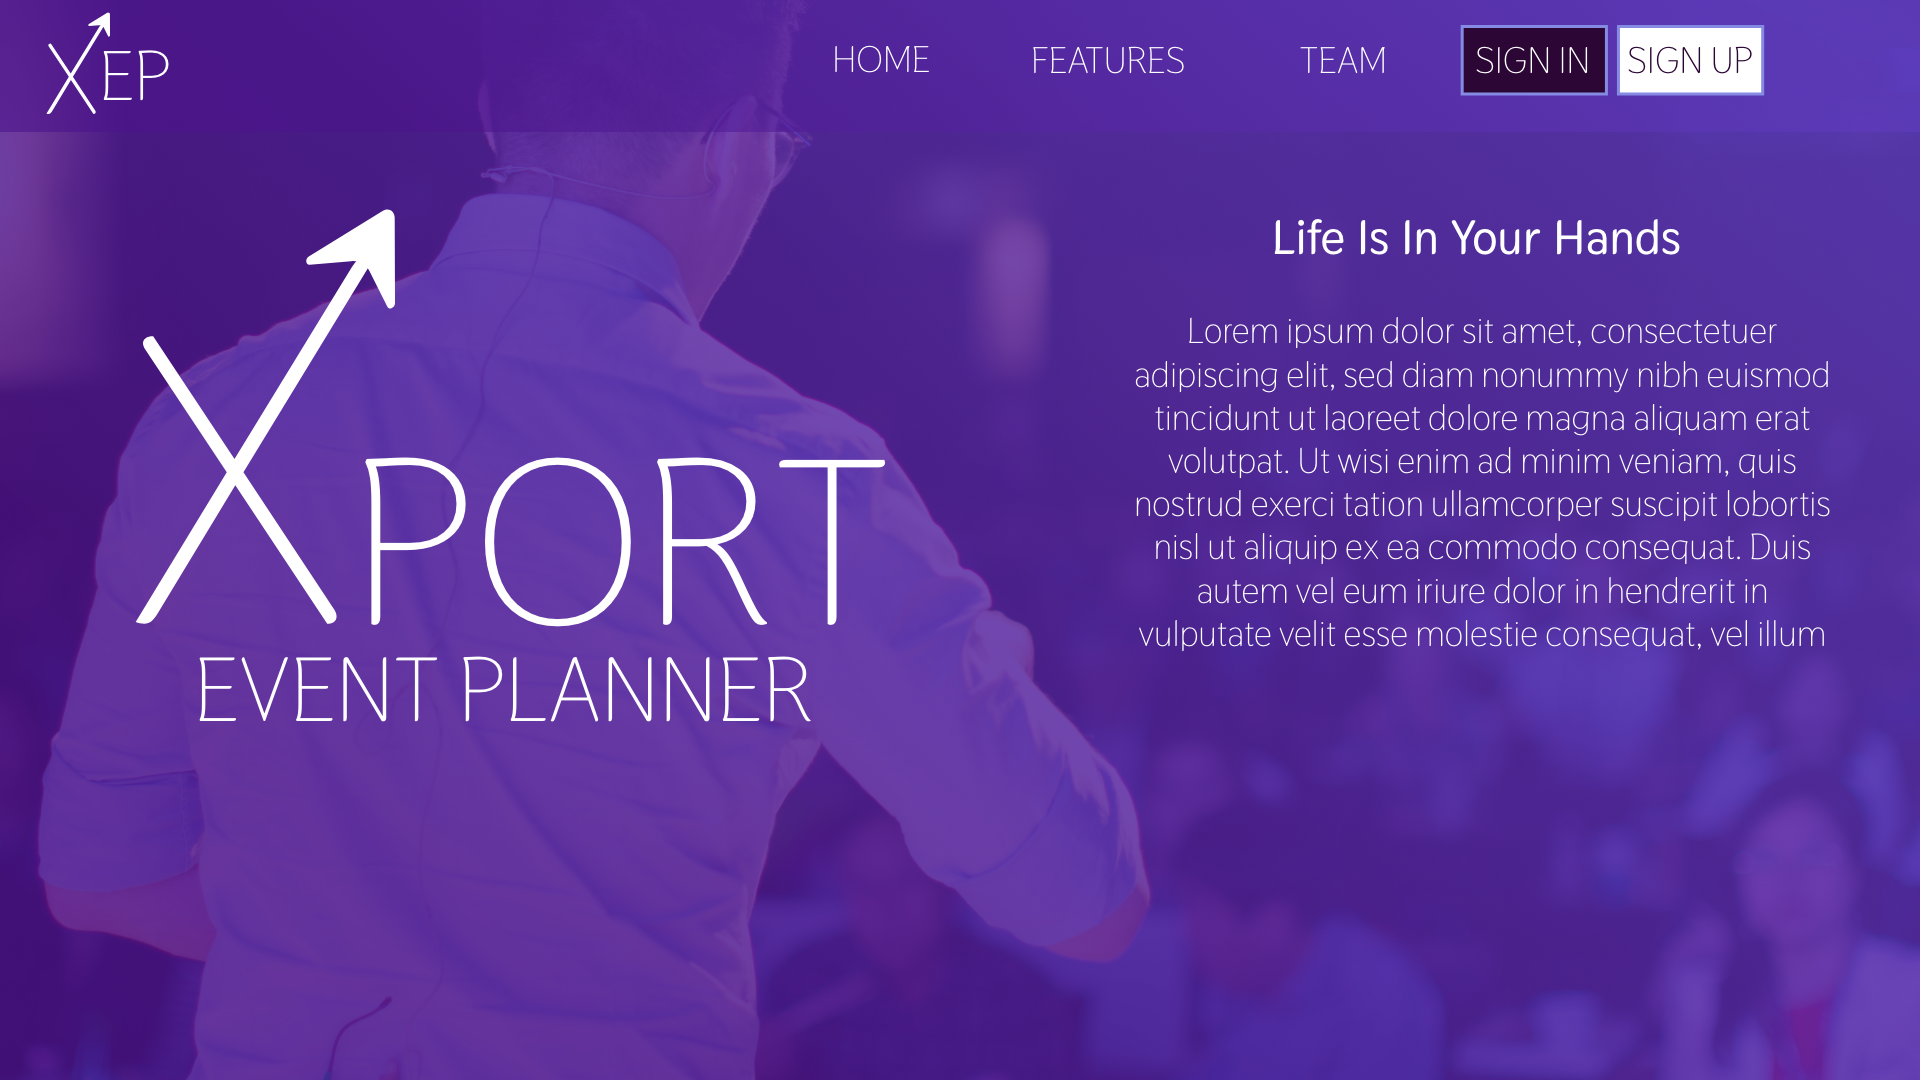 XEP
HOME
FEATURES
TEAM
SIGN IN
SIGN UP
XPORT
EVENT PLANNER
Life Is In Your Hands
Lorem ipsum dolor sit amet, consectetuer
adipiscing elit, sed diam nonummy nibh euismod
tincidunt ut laoreet dolore magna aliquam erat
volutpat. Ut wisi enim ad minim veniam, quis
nostrud exerci tation ullamcorper suscipit lobortis
nisl ut aliquip ex ea commodo consequat. Duis
autem vel eum iriure dolor in hendrerit in
vulputate velit esse molestie consequat, vel illum